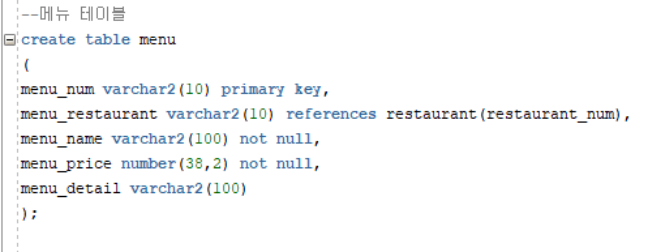 --메뉴 테이블
create table menu
(
menu_num varchar2(10) primary key,
menu_restaurant varchar2(10) references restaurant(restaurant_num),
menu_name varchar2(100) not null,
menu_price number(38,2) not null,
menu_detail varchar2(100)
);